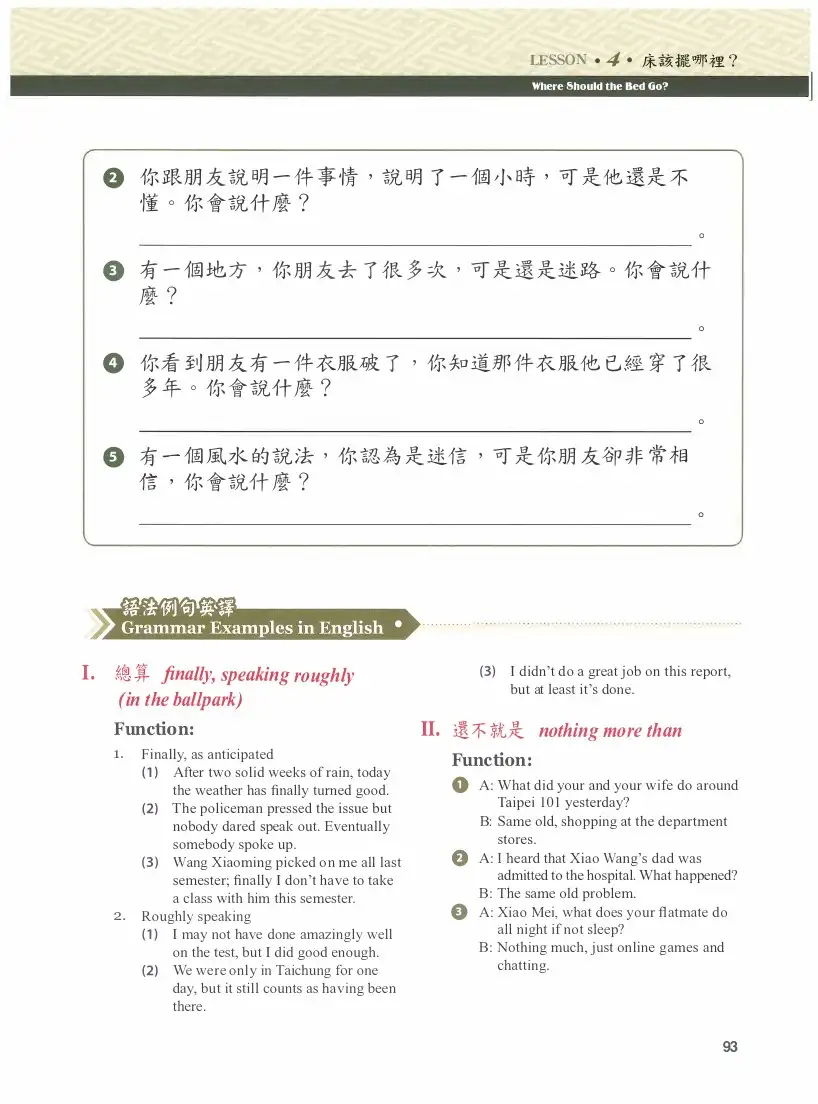 LESSON • 4 • 床該擺哪裡？
Where Should the Bed Go?
2 你跟朋友說明一件事情，說明了一個小時，可是他還是不
懂。你會說什麼？
。
3 有一個地方，你朋友去了很多次，可是還是迷路。你會說什
麼？
。
4 你看到朋友有一件衣服破了，你知道那件衣服他已經穿了很
多年。你會說什麼？
。
5 有一個風水的說法，你認為是迷信，可是你朋友卻非常相
信，你會說什麼？
。
語法例句英譯
Grammar Examples in English
I. 總算 finally, speaking roughly
(in the ballpark)
Function:
1. Finally, as anticipated
(1) After two solid weeks of rain, today
the weather has finally turned good.
(2) The policeman pressed the issue but
nobody dared speak out. Eventually
somebody spoke up.
(3) Wang Xiaoming picked on me all last
semester; finally I don’t have to take
a class with him this semester.
2. Roughly speaking
(1) I may not have done amazingly well
on the test, but I did good enough.
(2) We were only in Taichung for one
day, but it still counts as having been
there.
(3) I didn’t do a great job on this report,
but at least it’s done.
II. 還不就是 nothing more than
Function:
1 A: What did your and your wife do around
Taipei 101 yesterday?
B: Same old, shopping at the department
stores.
2 A: I heard that Xiao Wang’s dad was
admitted to the hospital. What happened?
B: The same old problem.
3 A: Xiao Mei, what does your flatmate do
all night if not sleep?
B: Nothing much, just online games and
chatting.
93